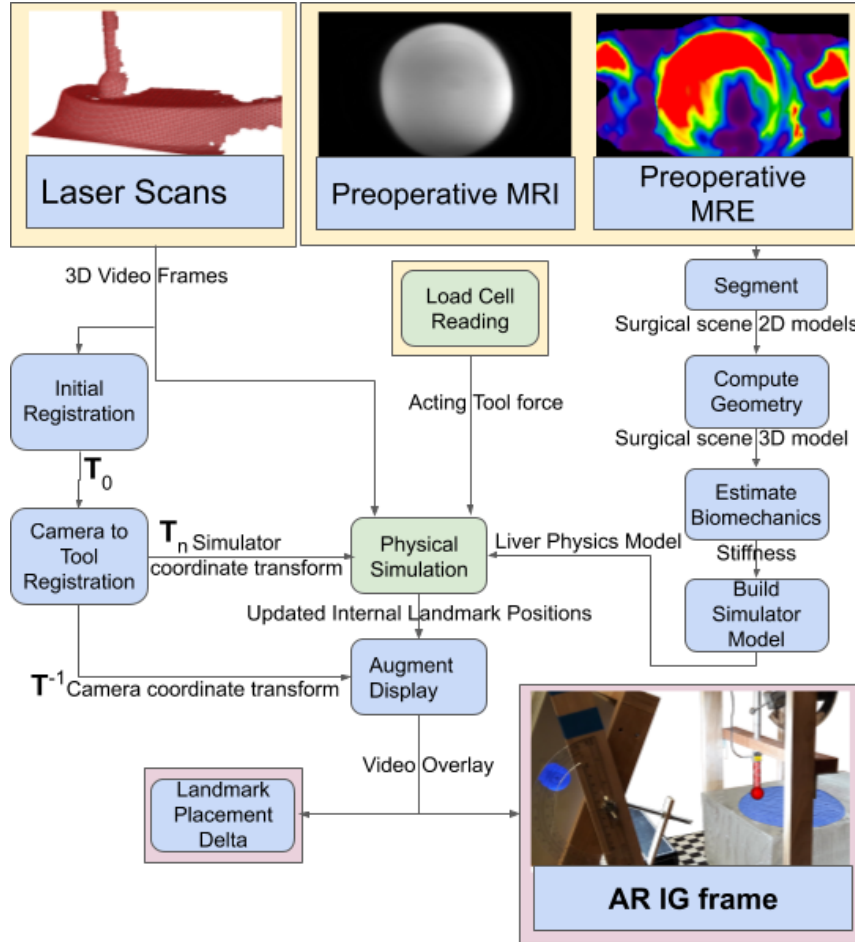 Laser Scans
Preoperative MRI
Preoperative
MRE
3D Video Frames
Load Cell
Reading
Segment
Surgical scene 2D models
Initial
Registration
Acting Tool force
Compute
Geometry
Surgical scene 3D model
T0
Estimate
Biomechanics
Camera to
Tool
Registration
Tn Simulator
coordinate transform
Physical
Simulation
Liver Physics Model
Stiffness
Build
Simulator
Model
Updated Internal Landmark Positions
Augment
Display
T-1 Camera coordinate transform
Video Overlay
Landmark
Placement
Delta
AR IG frame